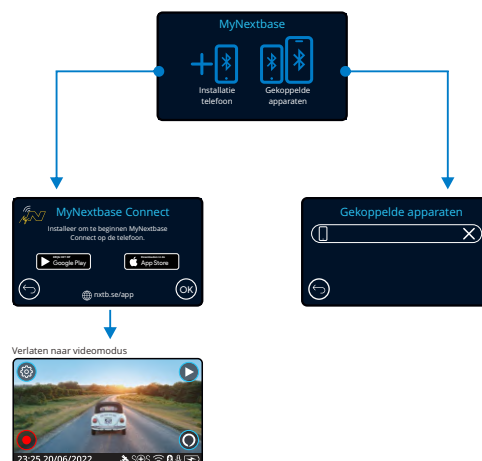 MyNextbase
Installatie
telefoon
Gekoppelde
apparaten
MyNextbase Connect
Installeer om te beginnen MyNextbase
Connect op de telefoon.
Google Play
App Store
OK
nxtb.se/app
Gekoppelde apparaten
Verlaten naar videomodus
23:25 20/06/2022
SOS